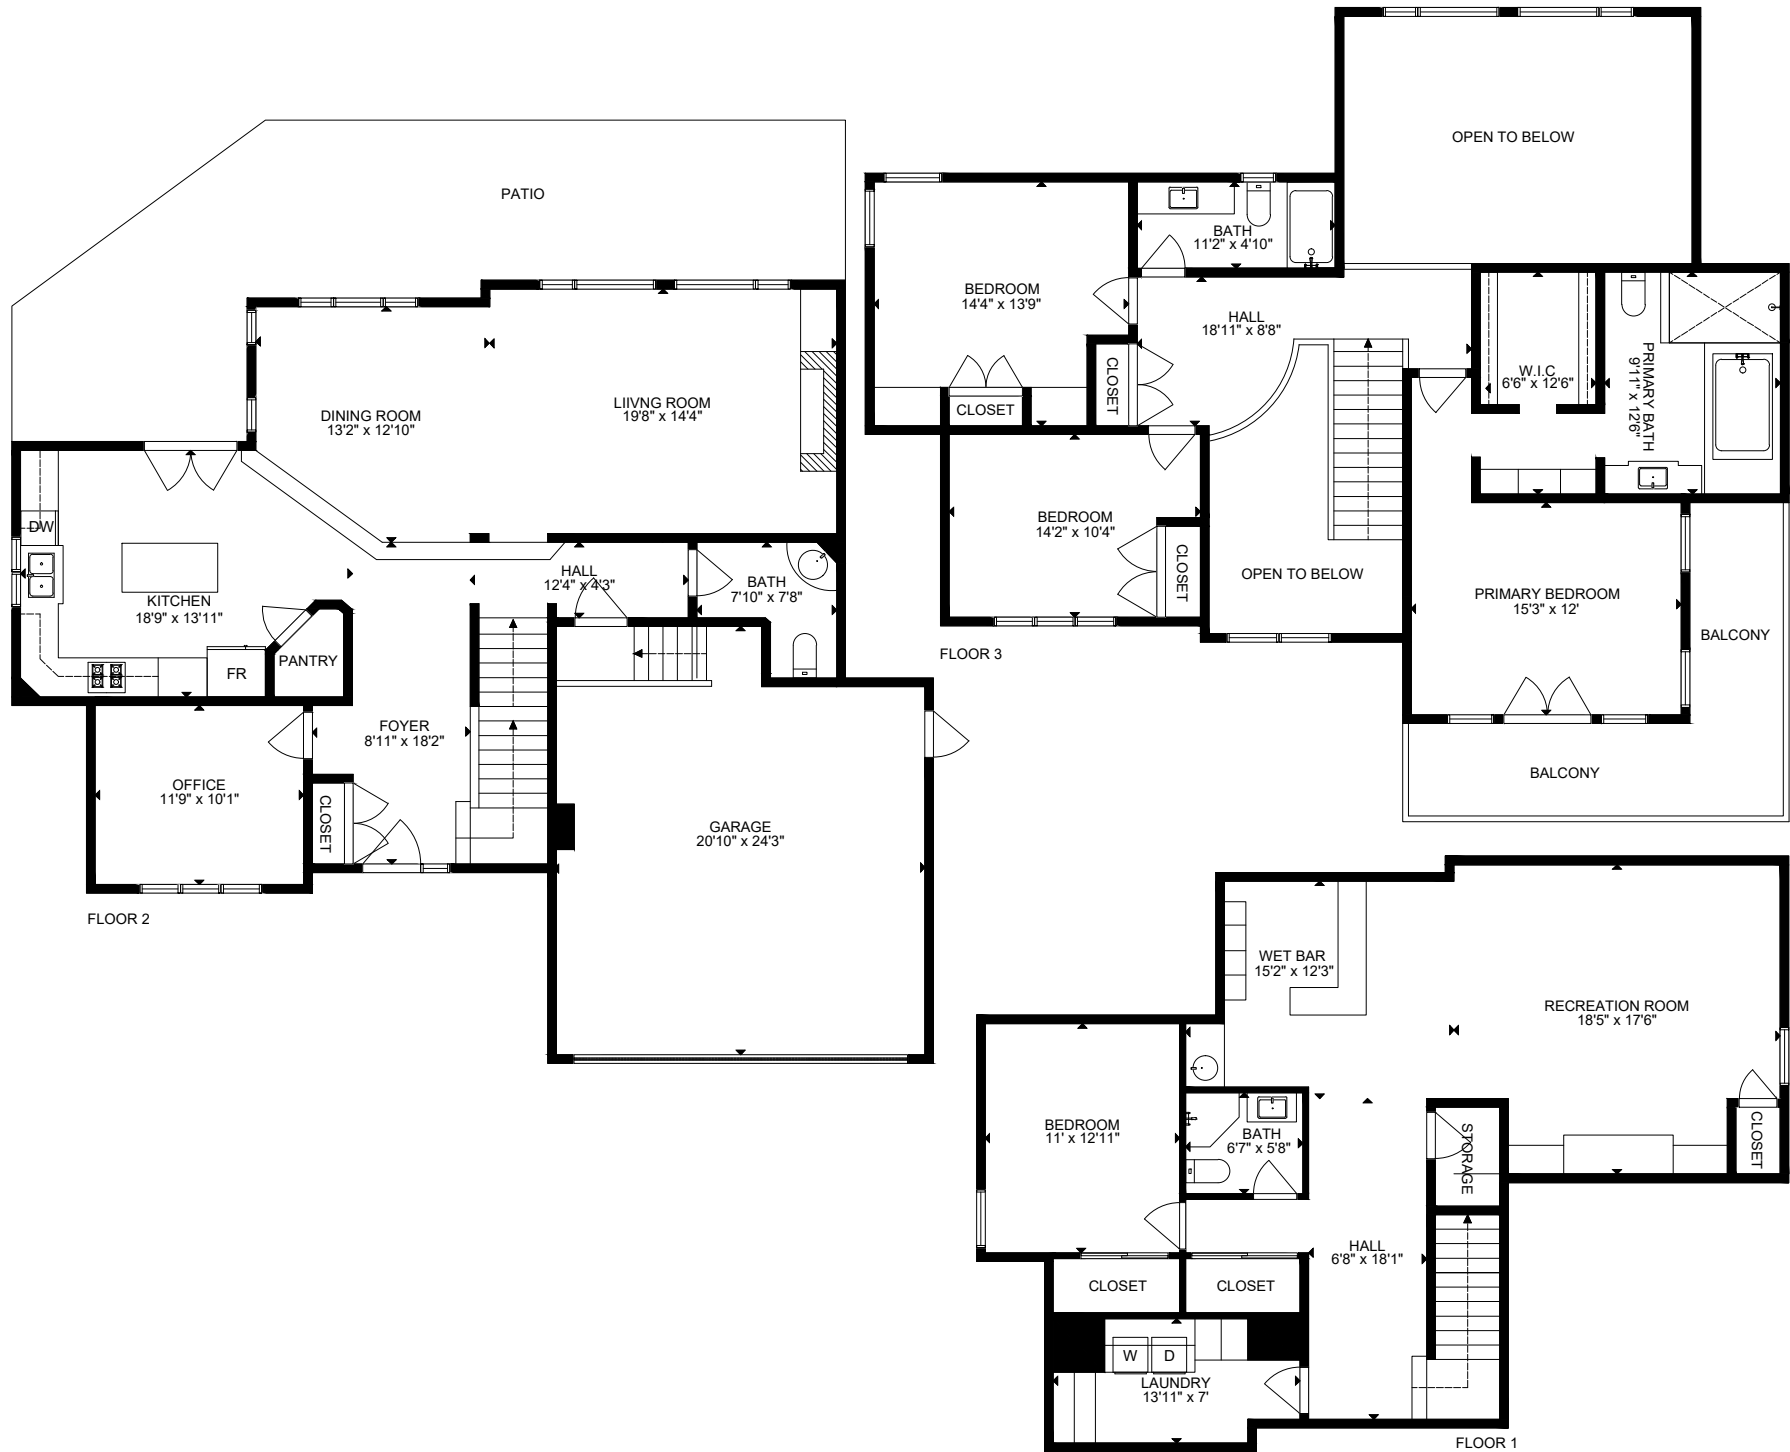 PATIO
DINING ROOM
13'2" x 12'10"
LIIVNG ROOM
19'8" x 14'4"
DW
KITCHEN
18'9" x 13'11"
FR
PANTRY
HALL
12'4" x 4'3"
BATH
7'10" x 7'8"
FOYER
8'11" x 18'2"
OFFICE
11'9" x 10'1"
CLOSET
GARAGE
20'10" x 24'3"
FLOOR 2
OPEN TO BELOW
BATH
11'2" x 4'10"
BEDROOM
14'4" x 13'9"
HALL
18'11" x 8'8"
CLOSET
CLOSET
W.I.C
6'6" x 12'6"
PRIMARY BATH
9'11" x 12'6"
BEDROOM
14'2" x 10'4"
CLOSET
OPEN TO BELOW
PRIMARY BEDROOM
15'3" x 12'
BALCONY
BALCONY
FLOOR 3
WET BAR
15'2" x 12'3"
RECREATION ROOM
18'5" x 17'6"
BEDROOM
11' x 12'11"
BATH
6'7" x 5'8"
STORAGE
CLOSET
HALL
6'8" x 18'1"
CLOSET
CLOSET
W
D
LAUNDRY
13'11" x 7'
FLOOR 1